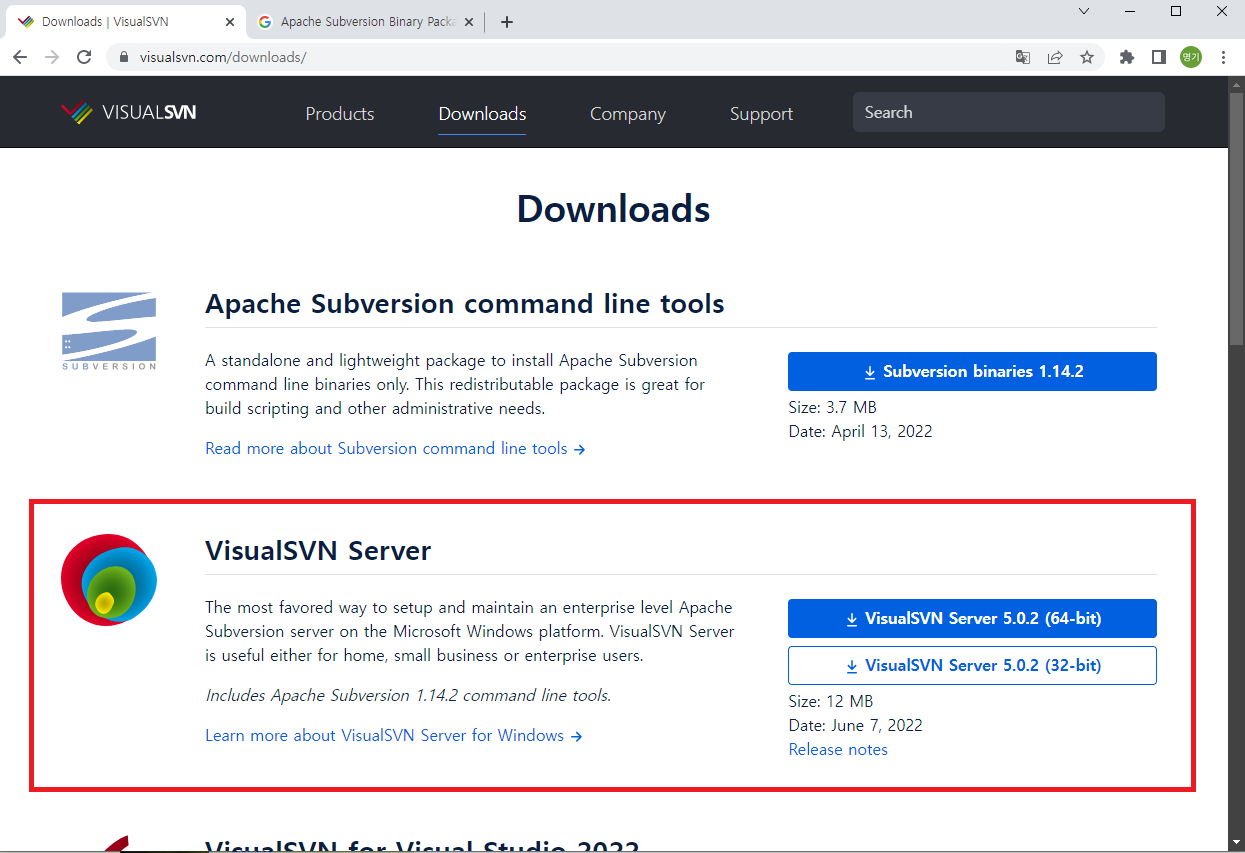 Downloads | VisualSVN
Apache Subversion Binary Packa
visualsvn.com/downloads/
명기
VISUALSVN
Products
Downloads
Company
Support
Search
Downloads
SUBVERSION
Apache Subversion command line tools
A standalone and lightweight package to install Apache Subversion
command line binaries only. This redistributable package is great for
build scripting and other administrative needs.
Read more about Subversion command line tools →
Subversion binaries 1.14.2
Size: 3.7 MB
Date: April 13, 2022
VisualSVN Server
The most favored way to setup and maintain an enterprise level Apache
Subversion server on the Microsoft Windows platform. VisualSVN Server
is useful either for home, small business or enterprise users.
Includes Apache Subversion 1.14.2 command line tools.
Learn more about VisualSVN Server for Windows →
VisualSVN Server 5.0.2 (64-bit)
VisualSVN Server 5.0.2 (32-bit)
Size: 12 MB
Date: June 7, 2022
Release notes
VisualSVN for Visual Studio 2022